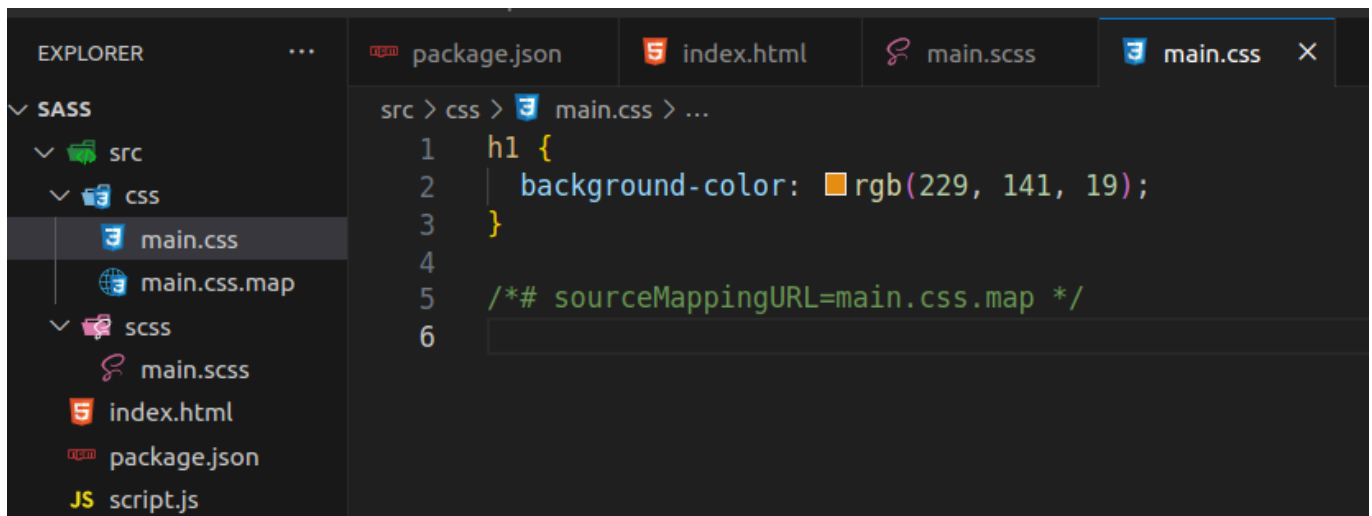 EXPLORER ...
SASS
src
css
main.css
main.css.map
scss
main.scss
index.html
package.json
JS script.js
package.json index.html main.scss main.css ×
src > css > main.css > ...
1 h1 {
2 background-color: rgb(229, 141, 19);
3 }
4
5 /*# sourceMappingURL=main.css.map */
6